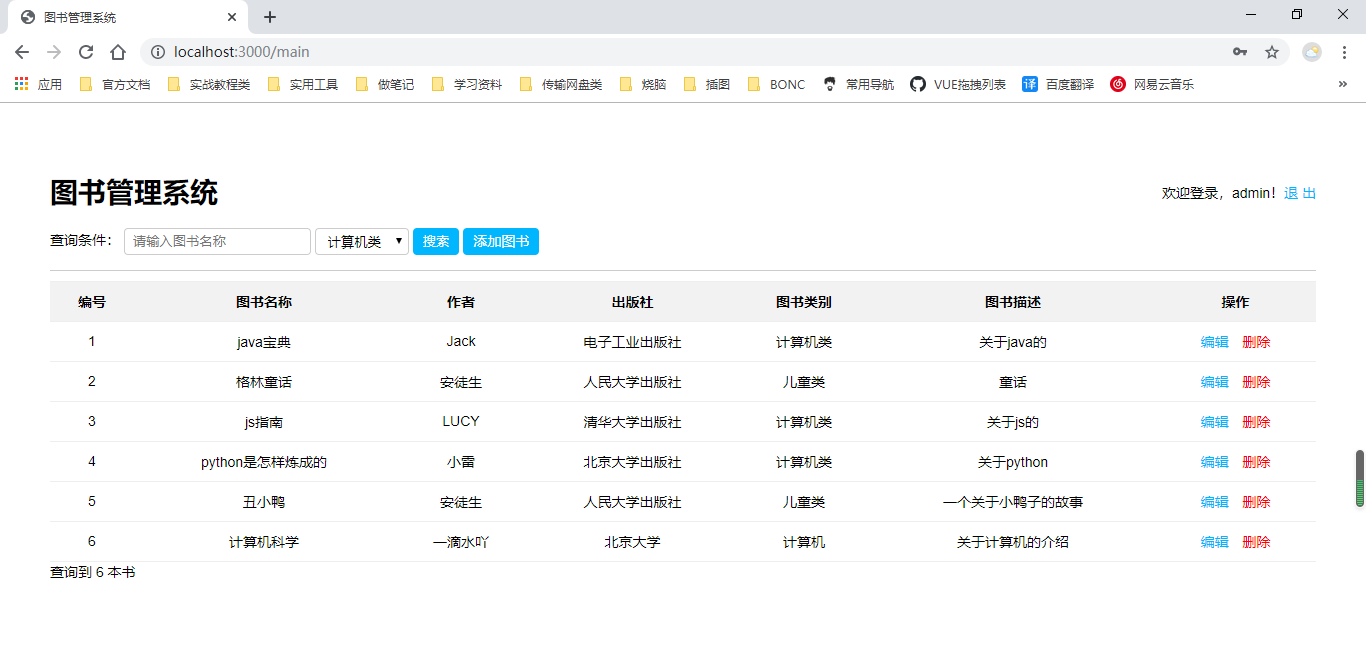 图书管理系统
localhost:3000/main
应用 官方文档 实战教程类 实用工具 做笔记 学习资料 传输网盘类 烧脑 插图 BONC 常用导航 VUE拖拽列表 译 百度翻译 网易云音乐 »
图书管理系统 欢迎登录，admin！ 退 出
查询条件： 请输入图书名称 计算机类 搜索 添加图书
编号 图书名称 作者 出版社 图书类别 图书描述 操作
1 java宝典 Jack 电子工业出版社 计算机类 关于java的 编辑 删除
2 格林童话 安徒生 人民大学出版社 儿童类 童话 编辑 删除
3 js指南 LUCY 清华大学出版社 计算机类 关于js的 编辑 删除
4 python是怎样炼成的 小雷 北京大学出版社 计算机类 关于python 编辑 删除
5 丑小鸭 安徒生 人民大学出版社 儿童类 一个关于小鸭子的故事 编辑 删除
6 计算机科学 一滴水吖 北京大学 计算机 关于计算机的介绍 编辑 删除
查询到 6 本书